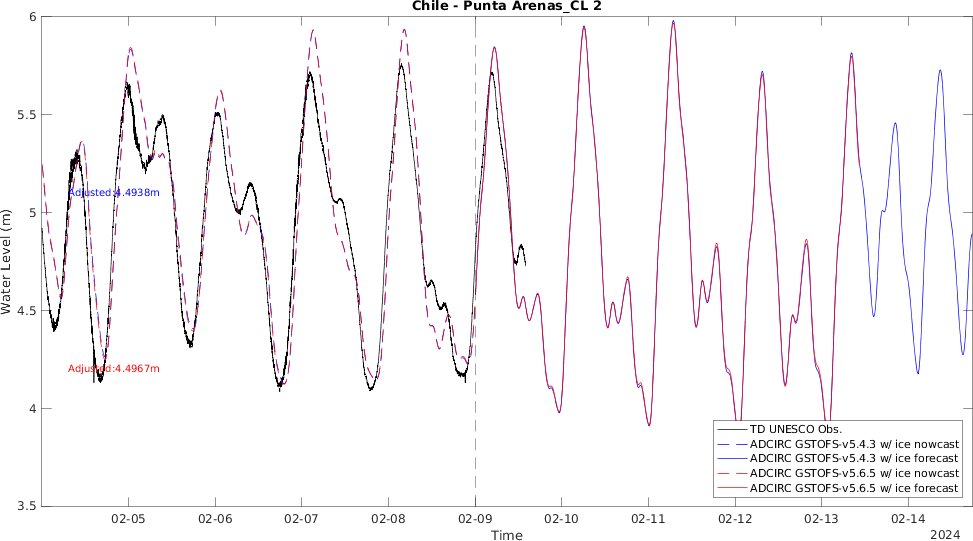 Chile - Punta Arenas_CL 2
6
5.5
5
4.5
4
3.5
Water Level (m)
Adjusted:4.4938m
Adjusted:4.4967m
TD UNESCO Obs.
ADCIRC GSTOFS-v5.4.3 w/ ice nowcast
ADCIRC GSTOFS-v5.4.3 w/ ice forecast
ADCIRC GSTOFS-v5.6.5 w/ ice nowcast
ADCIRC GSTOFS-v5.6.5 w/ ice forecast
02-05 02-06 02-07 02-08 02-09 02-10 02-11 02-12 02-13 02-14
Time
2024